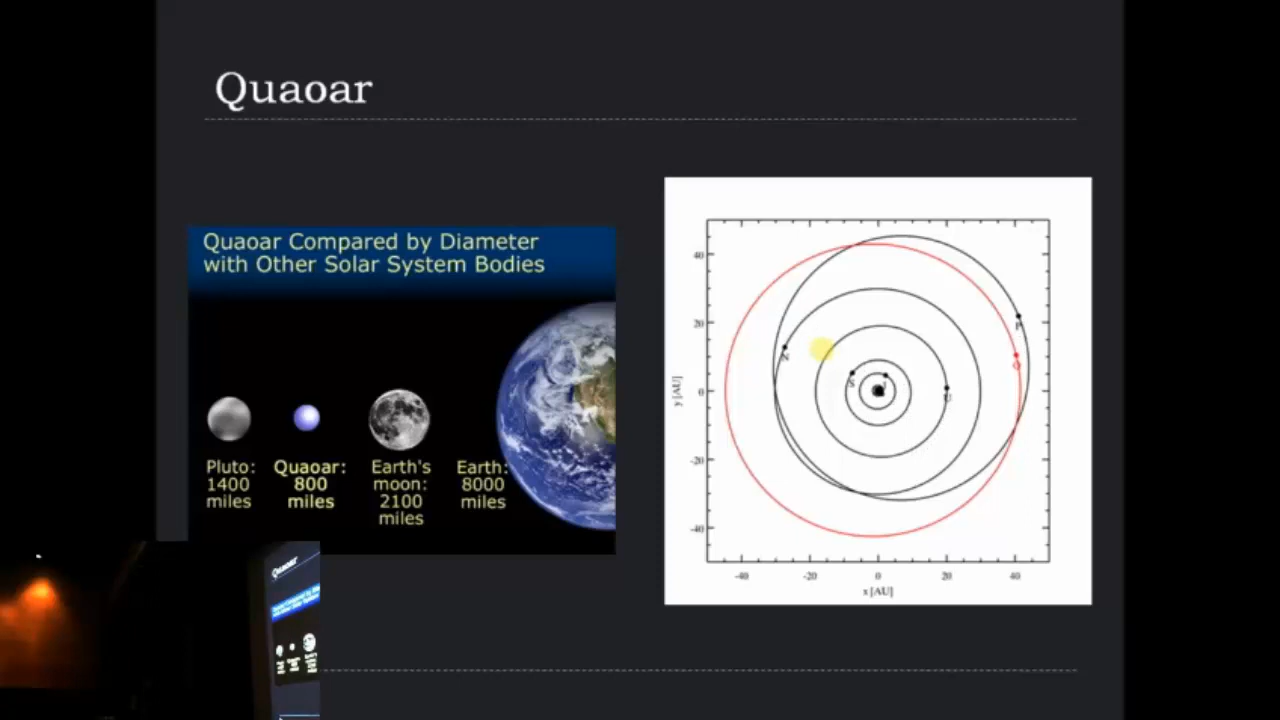 Quaoar
Quaoar Compared by Diameter
with Other Solar System Bodies
Pluto:
1400
miles
Quaoar:
800
miles
Earth's
moon:
2100
miles
Earth:
8000
miles
40
20
0
-20
-40
-40
-20
0
20
40
x [AU]
y [AU]
P
Q
N
S
J
U
Quaoar